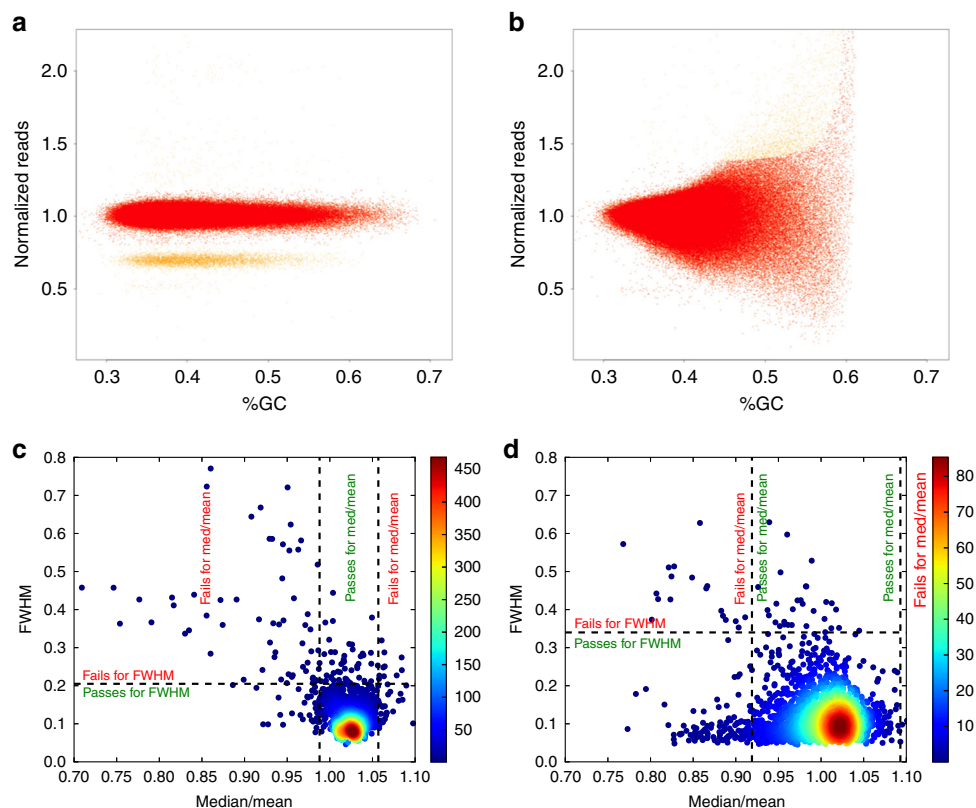 a
2.0
1.5
1.0
0.5
0.3 0.4 0.5 0.6 0.7
Normalized reads
%GC
b
2.0
1.5
1.0
0.5
0.3 0.4 0.5 0.6 0.7
Normalized reads
%GC
c
0.8
0.7
0.6
0.5
0.4
0.3
0.2
0.1
0.0
0.70 0.75 0.80 0.85 0.90 0.95 1.00 1.05 1.10
FWHM
Median/mean
Fails for med/mean
Passes for med/mean
Fails for med/mean
Fails for FWHM
Passes for FWHM
450
400
350
300
250
200
150
100
50
d
0.8
0.7
0.6
0.5
0.4
0.3
0.2
0.1
0.0
0.70 0.75 0.80 0.85 0.90 0.95 1.00 1.05 1.10
FWHM
Median/mean
Fails for med/mean
Passes for med/mean
Passes for med/mean
Fails for med/mean
Fails for FWHM
Passes for FWHM
80
70
60
50
40
30
20
10